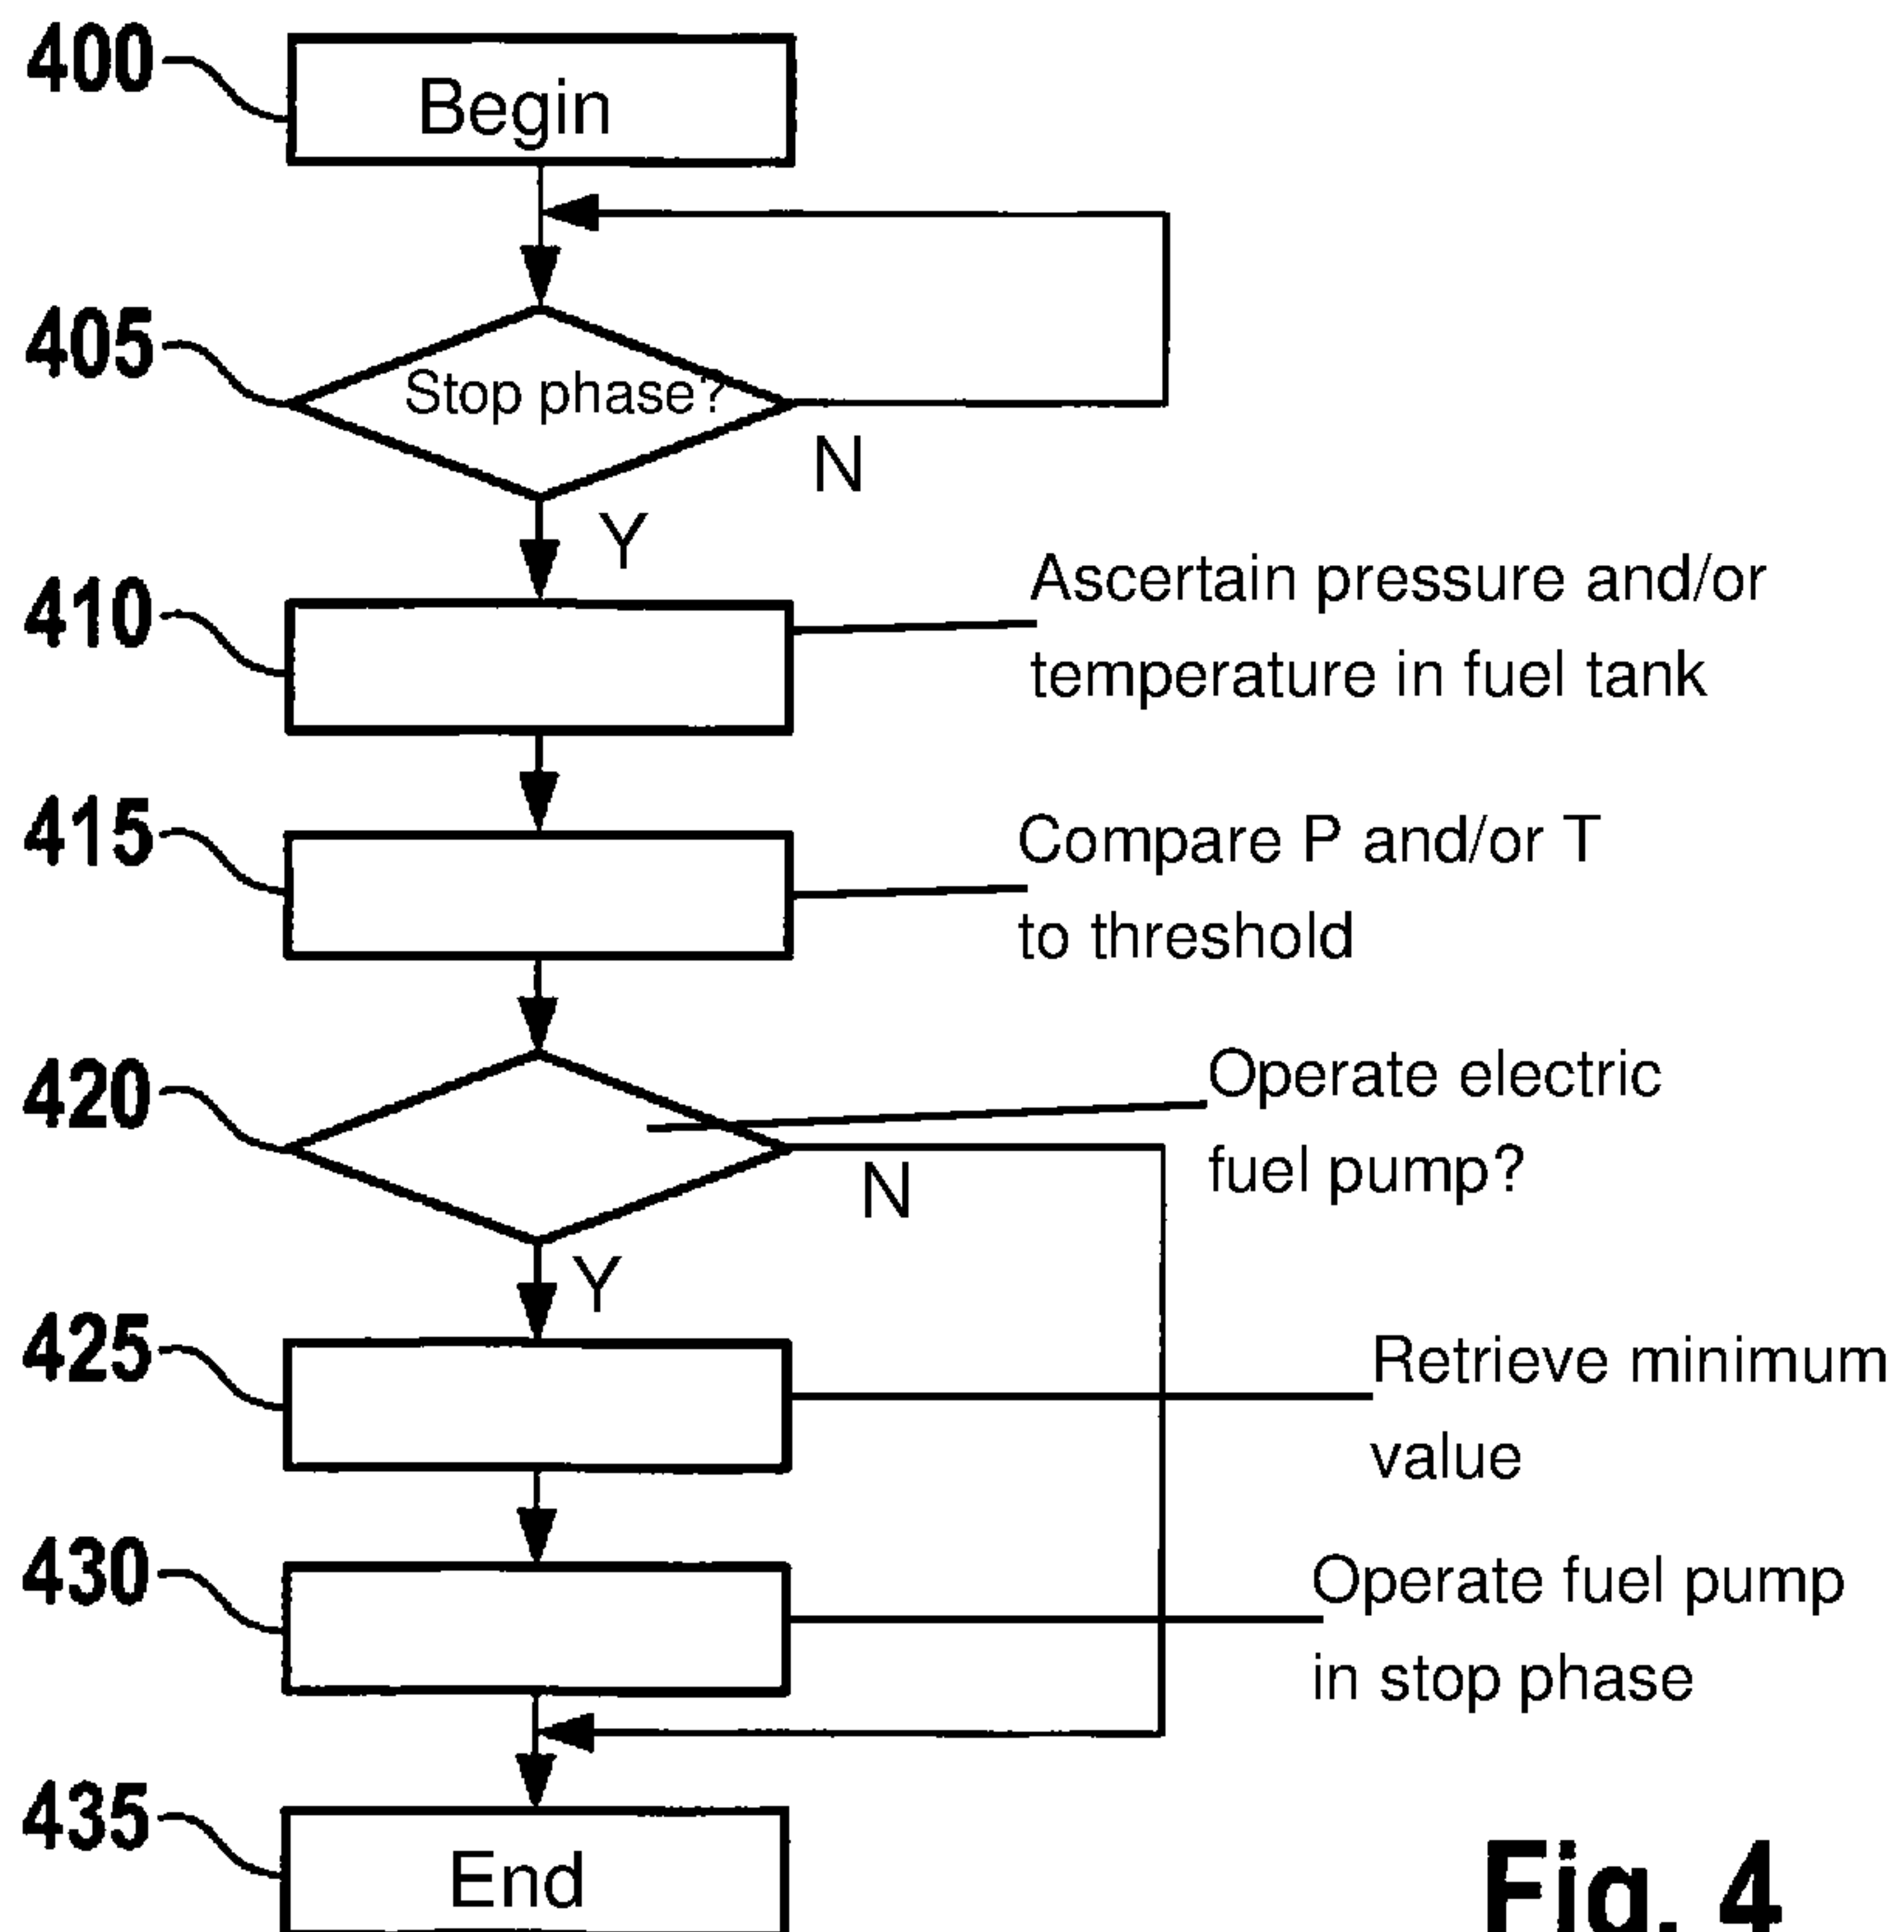 400
Begin
405
Stop phase?
N
Y
410
Ascertain pressure and/or
temperature in fuel tank
415
Compare P and/or T
to threshold
420
Operate electric
fuel pump?
N
Y
425
Retrieve minimum
value
430
Operate fuel pump
in stop phase
435
End
Fig. 4